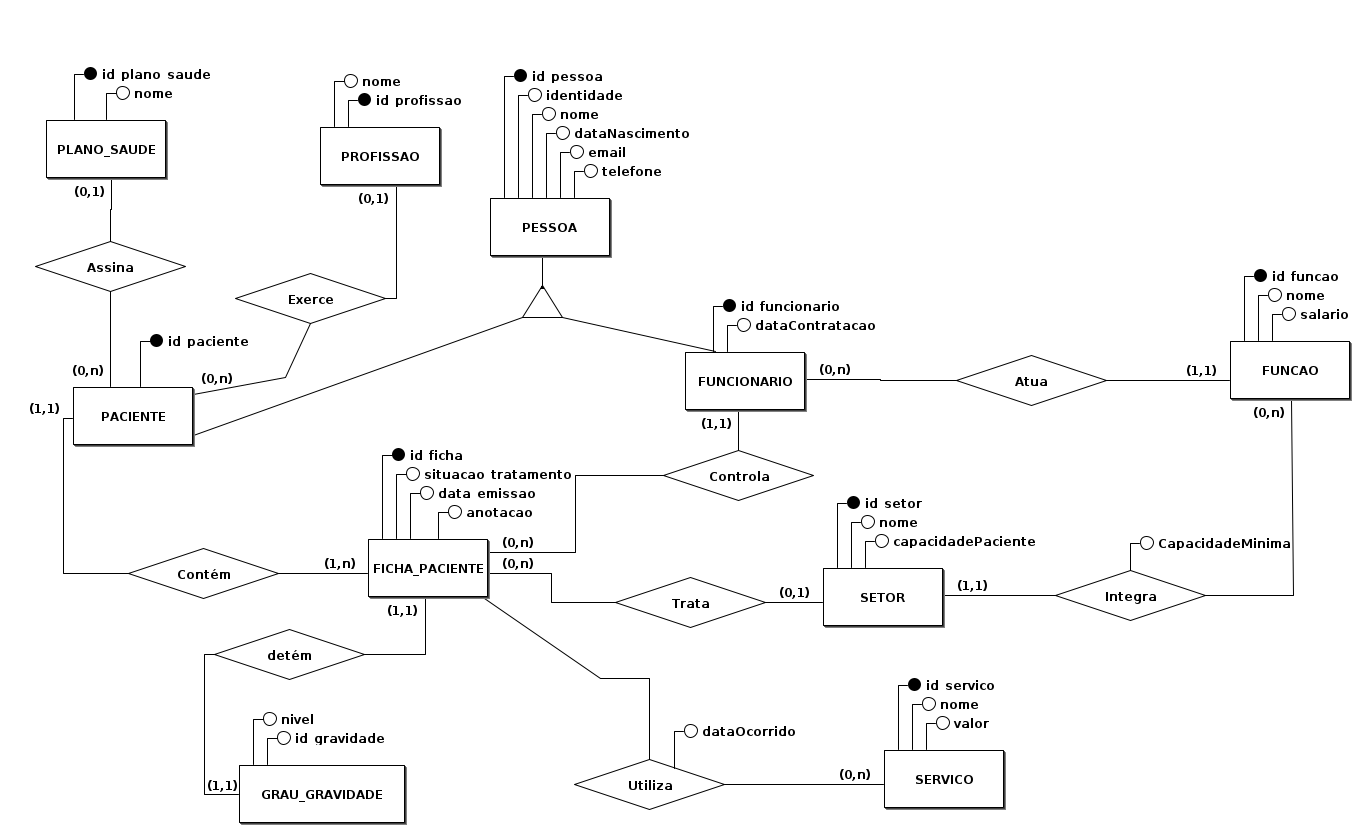 id plano saude
nome
PLANO_SAUDE
(0,1)
Assina
(0,n)
nome
id profissao
PROFISSAO
(0,1)
Exerce
(0,n)
id pessoa
identidade
nome
dataNascimento
email
telefone
PESSOA
id paciente
PACIENTE
(1,1)
id funcionario
dataContratacao
FUNCIONARIO
(0,n)
Atua
(1,1)
id funcao
nome
salario
FUNCAO
(0,n)
(1,1)
Controla
id ficha
situacao tratamento
data emissao
anotacao
FICHA_PACIENTE
(0,n)
(0,n)
Contém
(1,n)
Trata
(0,1)
id setor
nome
capacidadePaciente
SETOR
(1,1)
CapacidadeMinima
Integra
(1,1)
detém
nivel
id gravidade
(1,1)
GRAU_GRAVIDADE
dataOcorrido
Utiliza
(0,n)
id servico
nome
valor
SERVICO